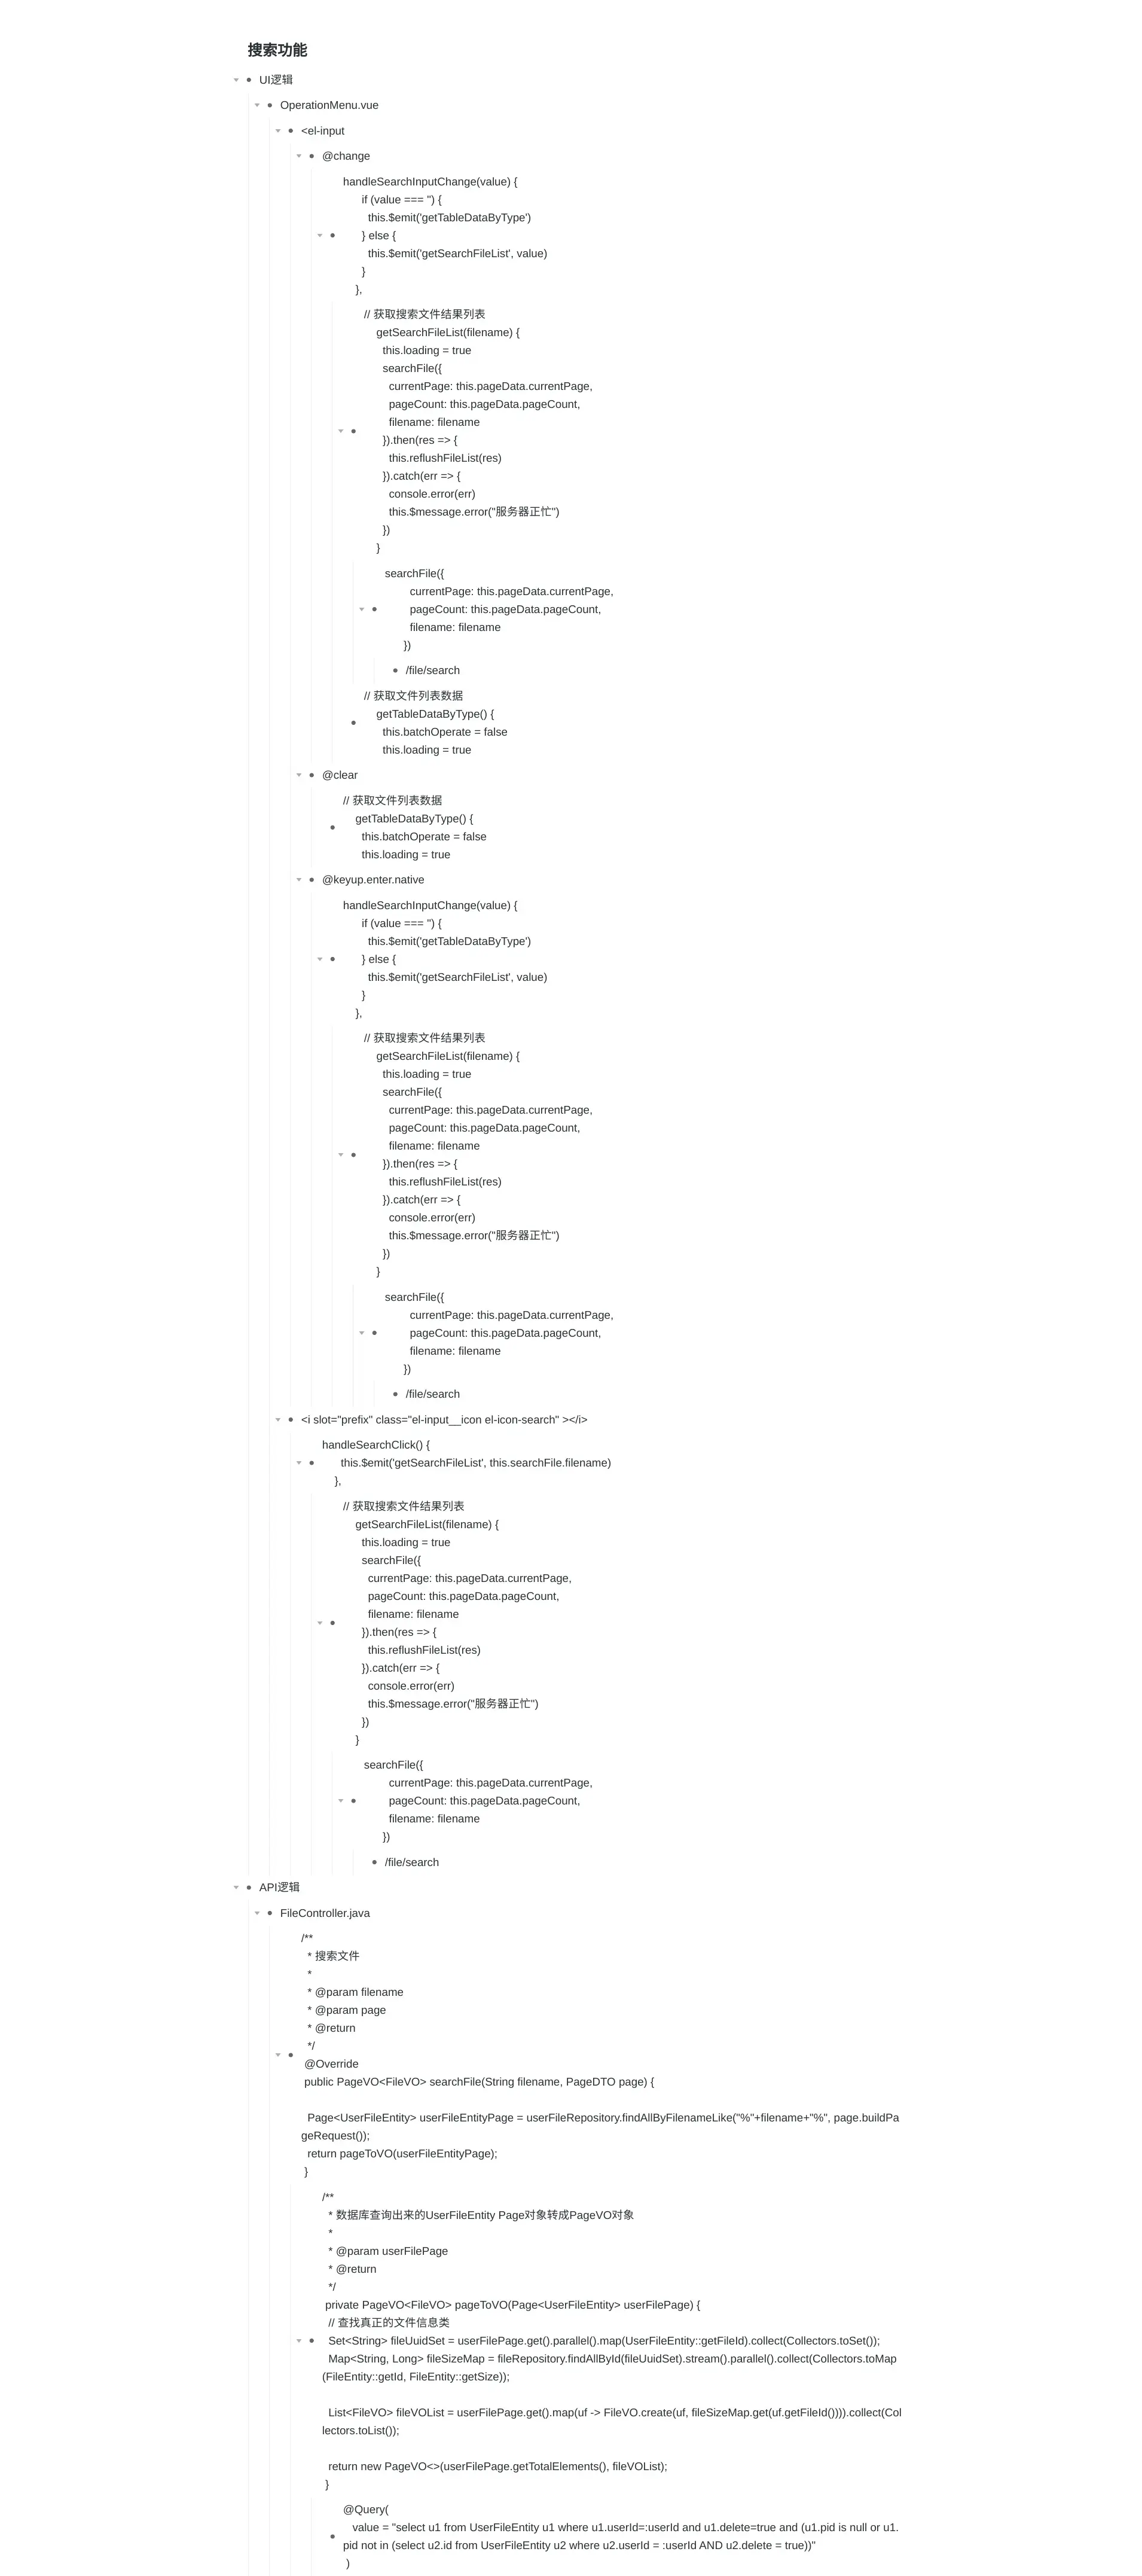 搜索功能
UI逻辑
OperationMenu.vue
<el-input
@change
handleSearchInputChange(value) {
if (value === '') {
this.$emit('getTableDataByType')
} else {
this.$emit('getSearchFileList', value)
}
},
// 获取搜索文件结果列表
getSearchFileList(filename) {
this.loading = true
searchFile({
currentPage: this.pageData.currentPage,
pageCount: this.pageData.pageCount,
filename: filename
}).then(res => {
this.reflushFileList(res)
}).catch(err => {
console.error(err)
this.$message.error("服务器正忙")
})
}
searchFile({
currentPage: this.pageData.currentPage,
pageCount: this.pageData.pageCount,
filename: filename
})
/file/search
// 获取文件列表数据
getTableDataByType() {
this.batchOperate = false
this.loading = true
@clear
// 获取文件列表数据
getTableDataByType() {
this.batchOperate = false
this.loading = true
@keyup.enter.native
handleSearchInputChange(value) {
if (value === '') {
this.$emit('getTableDataByType')
} else {
this.$emit('getSearchFileList', value)
}
},
// 获取搜索文件结果列表
getSearchFileList(filename) {
this.loading = true
searchFile({
currentPage: this.pageData.currentPage,
pageCount: this.pageData.pageCount,
filename: filename
}).then(res => {
this.reflushFileList(res)
}).catch(err => {
console.error(err)
this.$message.error("服务器正忙")
})
}
searchFile({
currentPage: this.pageData.currentPage,
pageCount: this.pageData.pageCount,
filename: filename
})
/file/search
<i slot="prefix" class="el-input__icon el-icon-search" ></i>
handleSearchClick() {
this.$emit('getSearchFileList', this.searchFile.filename)
},
// 获取搜索文件结果列表
getSearchFileList(filename) {
this.loading = true
searchFile({
currentPage: this.pageData.currentPage,
pageCount: this.pageData.pageCount,
filename: filename
}).then(res => {
this.reflushFileList(res)
}).catch(err => {
console.error(err)
this.$message.error("服务器正忙")
})
}
searchFile({
currentPage: this.pageData.currentPage,
pageCount: this.pageData.pageCount,
filename: filename
})
/file/search
API逻辑
FileController.java
/**
* 搜索文件
*
* @param filename
* @param page
* @return
*/
@Override
public PageVO<FileVO> searchFile(String filename, PageDTO page) {
Page<UserFileEntity> userFileEntityPage = userFileRepository.findAllByFilenameLike("%"+filename+"%", page.buildPa
geRequest());
return pageToVO(userFileEntityPage);
}
/**
* 数据库查询出来的UserFileEntity Page对象转成PageVO对象
*
* @param userFilePage
* @return
*/
private PageVO<FileVO> pageToVO(Page<UserFileEntity> userFilePage) {
// 查找真正的文件信息类
Set<String> fileUuidSet = userFilePage.get().parallel().map(UserFileEntity::getFileId).collect(Collectors.toSet());
Map<String, Long> fileSizeMap = fileRepository.findAllById(fileUuidSet).stream().parallel().collect(Collectors.toMap
(FileEntity::getId, FileEntity::getSize));
List<FileVO> fileVOList = userFilePage.get().map(uf -> FileVO.create(uf, fileSizeMap.get(uf.getFileId()))).collect(Col
lectors.toList());
return new PageVO<>(userFilePage.getTotalElements(), fileVOList);
}
@Query(
value = "select u1 from UserFileEntity u1 where u1.userId=:userId and u1.delete=true and (u1.pid is null or u1.
pid not in (select u2.id from UserFileEntity u2 where u2.userId = :userId AND u2.delete = true))"
)